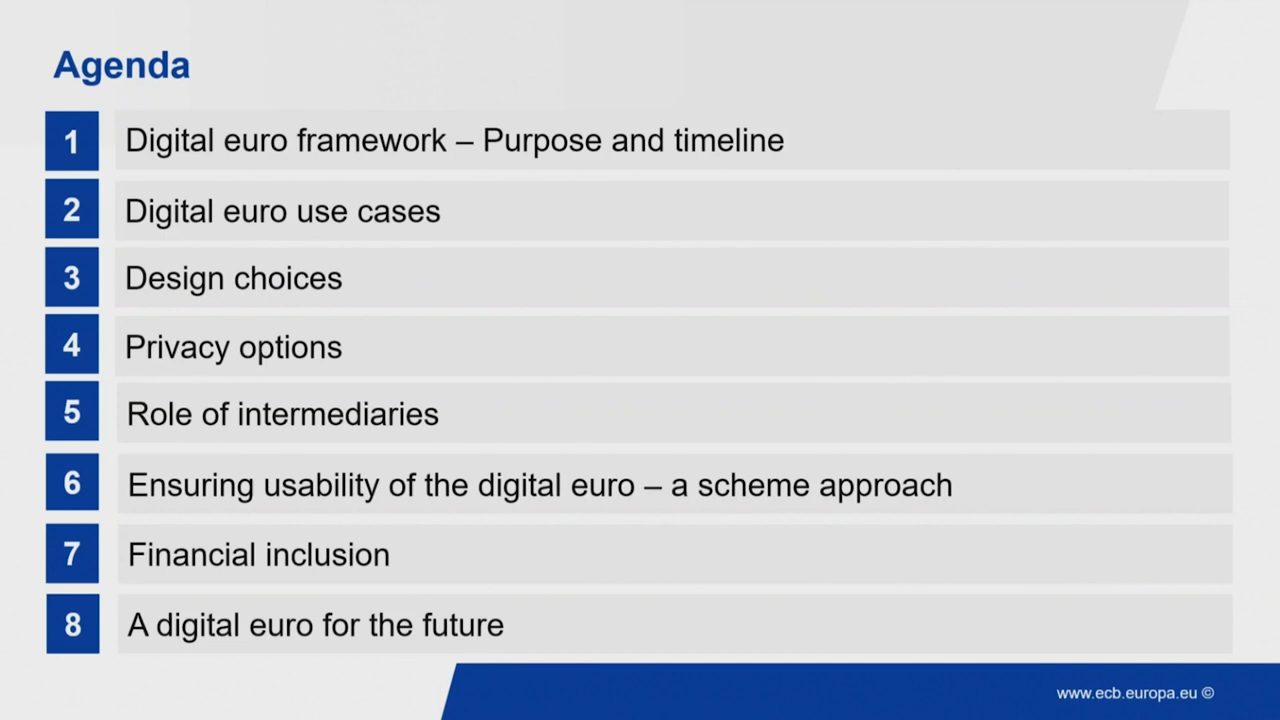 Agenda
1 Digital euro framework – Purpose and timeline
2 Digital euro use cases
3 Design choices
4 Privacy options
5 Role of intermediaries
6 Ensuring usability of the digital euro – a scheme approach
7 Financial inclusion
8 A digital euro for the future
www.ecb.europa.eu ©